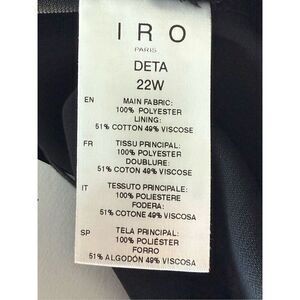 IRO
PARIS
DETA
22W
EN MAIN FABRIC:
100% POLYESTER
LINING:
51% COTTON 49% VISCOSE
FR TISSU PRINCIPAL:
100% POLYESTER
DOUBLURE:
51% COTON 49% VISCOSE
IT TESSUTO PRINCIPALE:
100% POLIESTERE
FODERA:
51% COTONE 49% VISCOSA
SP TELA PRINCIPAL:
100% POLIÉSTER
FORRO
51% ALGODÓN 49% VISCOSA